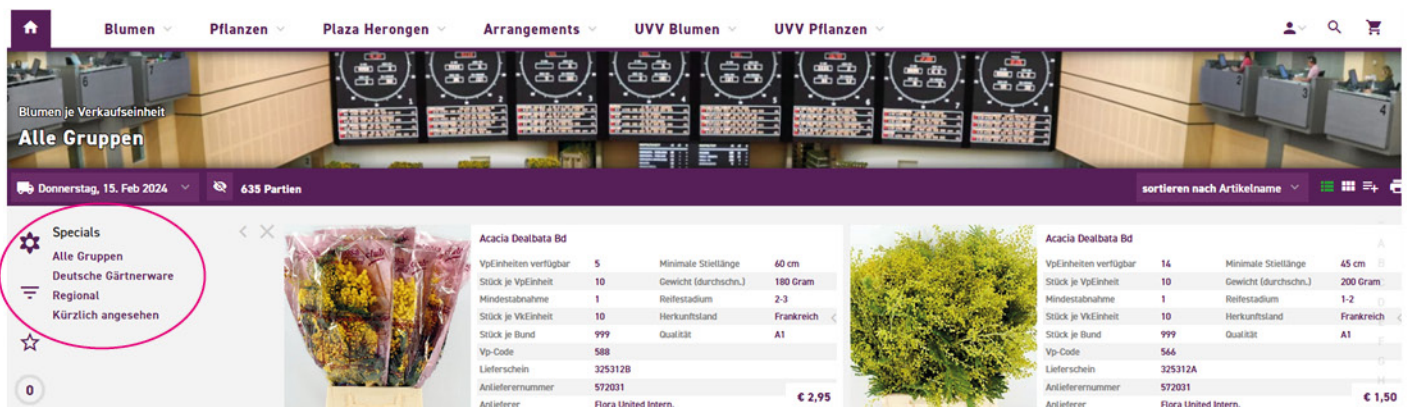 Blumen Pflanzen Plaza Herongen Arrangements UVV Blumen UVV Pflanzen
Blumen je Verkaufseinheit
Alle Gruppen
Donnerstag, 15. Feb 2024 635 Partien sortieren nach Artikelname
Specials
Alle Gruppen
Deutsche Gärtnerware
Regional
Kürzlich angesehen
0
Acacia Dealbata Bd
VpEinheiten verfügbar 5 Minimale Stiellänge 60 cm
Stück je VpEinheit 10 Gewicht (durchschn.) 180 Gram
Mindestabnahme 1 Reifestadium 2-3
Stück je VkEinheit 10 Herkunftsland Frankreich
Stück je Bund 999 Qualität A1
Vp-Code 588
Lieferschein 325312B
Anlieferernummer 572031
Anlieferer Flora United Intern.
€ 2,95
Acacia Dealbata Bd
VpEinheiten verfügbar 14 Minimale Stiellänge 45 cm
Stück je VpEinheit 10 Gewicht (durchschn.) 200 Gram
Mindestabnahme 1 Reifestadium 1-2
Stück je VkEinheit 10 Herkunftsland Frankreich
Stück je Bund 999 Qualität A1
Vp-Code 566
Lieferschein 325312A
Anlieferernummer 572031
Anlieferer Flora United Intern.
€ 1,50